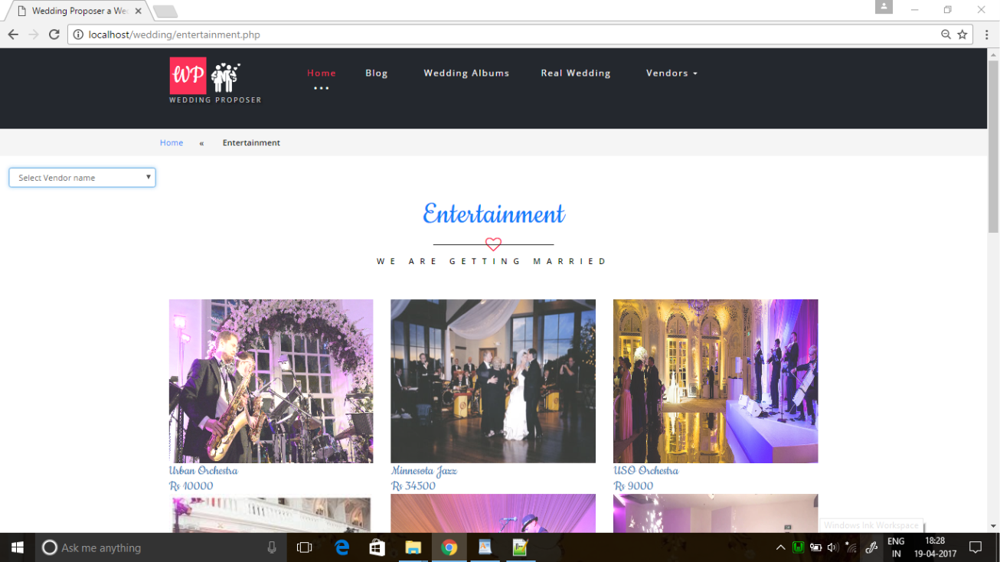 Wedding Proposer a We
localhost/wedding/entertainment.php
WP
WEDDING PROPOSER
Home
Blog
Wedding Albums
Real Wedding
Vendors
Home « Entertainment
Select Vendor name
Entertainment
WE ARE GETTING MARRIED
Urban Orchestra
Rs 10000
Minnesota Jazz
Rs 34500
USO Orchestra
Rs 9000
Windows Ink Workspace
Ask me anything
ENG
IN
18:28
19-04-2017